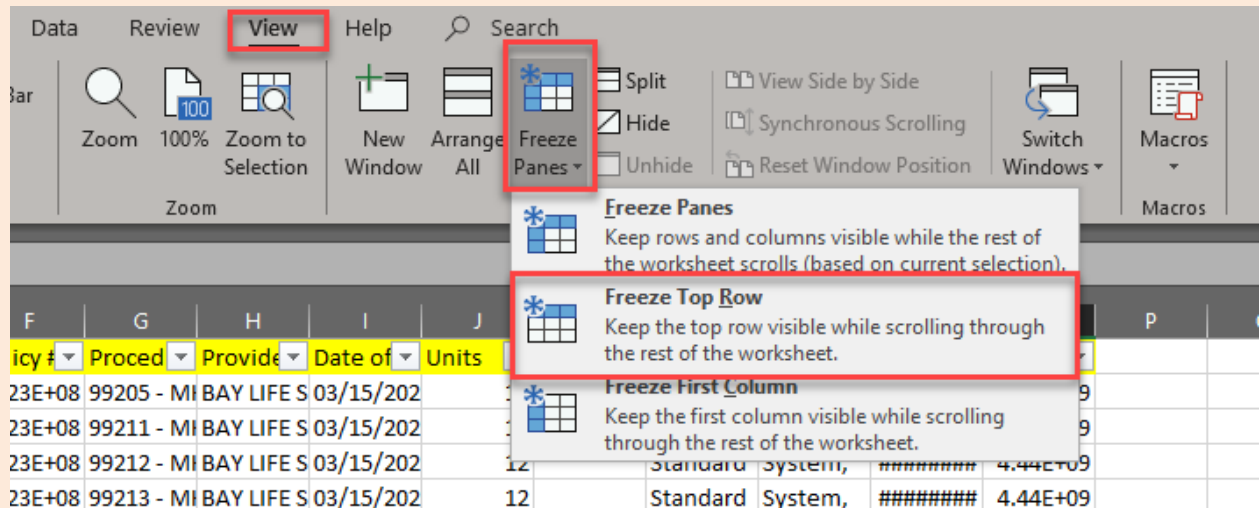 Data Review View Help Search
Bar Zoom 100 100% Zoom to Selection New Window Arrange All Freeze Panes Split View Side by Side
Hide Synchronous Scrolling Switch Windows Macros
Unhide Reset Window Position
Zoom Macros
Freeze Panes
Keep rows and columns visible while the rest of
the worksheet scrolls (based on current selection).
Freeze Top Row
Keep the top row visible while scrolling through
the rest of the worksheet.
Freeze First Column
Keep the first column visible while scrolling
through the rest of the worksheet.
F G H I J P
icy # Proced Provide Date of Units
23E+08 99205 - MH BAY LIFE S 03/15/202 9
23E+08 99211 - MH BAY LIFE S 03/15/202 9
23E+08 99212 - MH BAY LIFE S 03/15/202 12 Standard System, ######## 4.44E+09
23E+08 99213 - MH BAY LIFE S 03/15/202 12 Standard System, ######## 4.44E+09